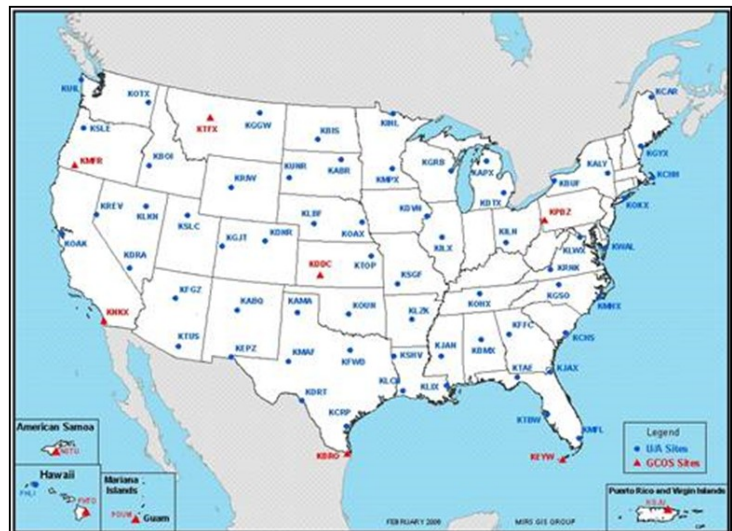 KUIL
KOTX
KTFX
KGGW
KBIS
KINL
KCAR
KSLE
KMFR
KBOI
KRIW
KUNR
KABR
KMPX
KGRB
KAPX
KDTX
KBUF
KALY
KGYX
KCHH
KOKX
KREV
KLKN
KSLC
KGJT
KDNR
KLBF
KOAX
KDVN
KILX
KILN
KPBZ
KLWX
KWAL
KOAK
KDRA
KDDC
KTOP
KSGF
KRNK
KGSO
KMHX
KNKX
KFGZ
KABQ
KAMA
KOUN
KLZK
KOHX
KFFC
KCHS
KTUS
KEPZ
KMAF
KFWD
KSHV
KJAN
KBMX
KTAE
KJAX
KDRT
KCRP
KLCH
KLIX
KTBW
KMFL
KBRO
KEYW
American Samoa
Hawaii
Mariana
Islands
Guam
Legend
U/A Sites
GCOS Sites
Puerto Rico and Virgin Islands
FEBRUARY 2009
MIRS GIS GROUP